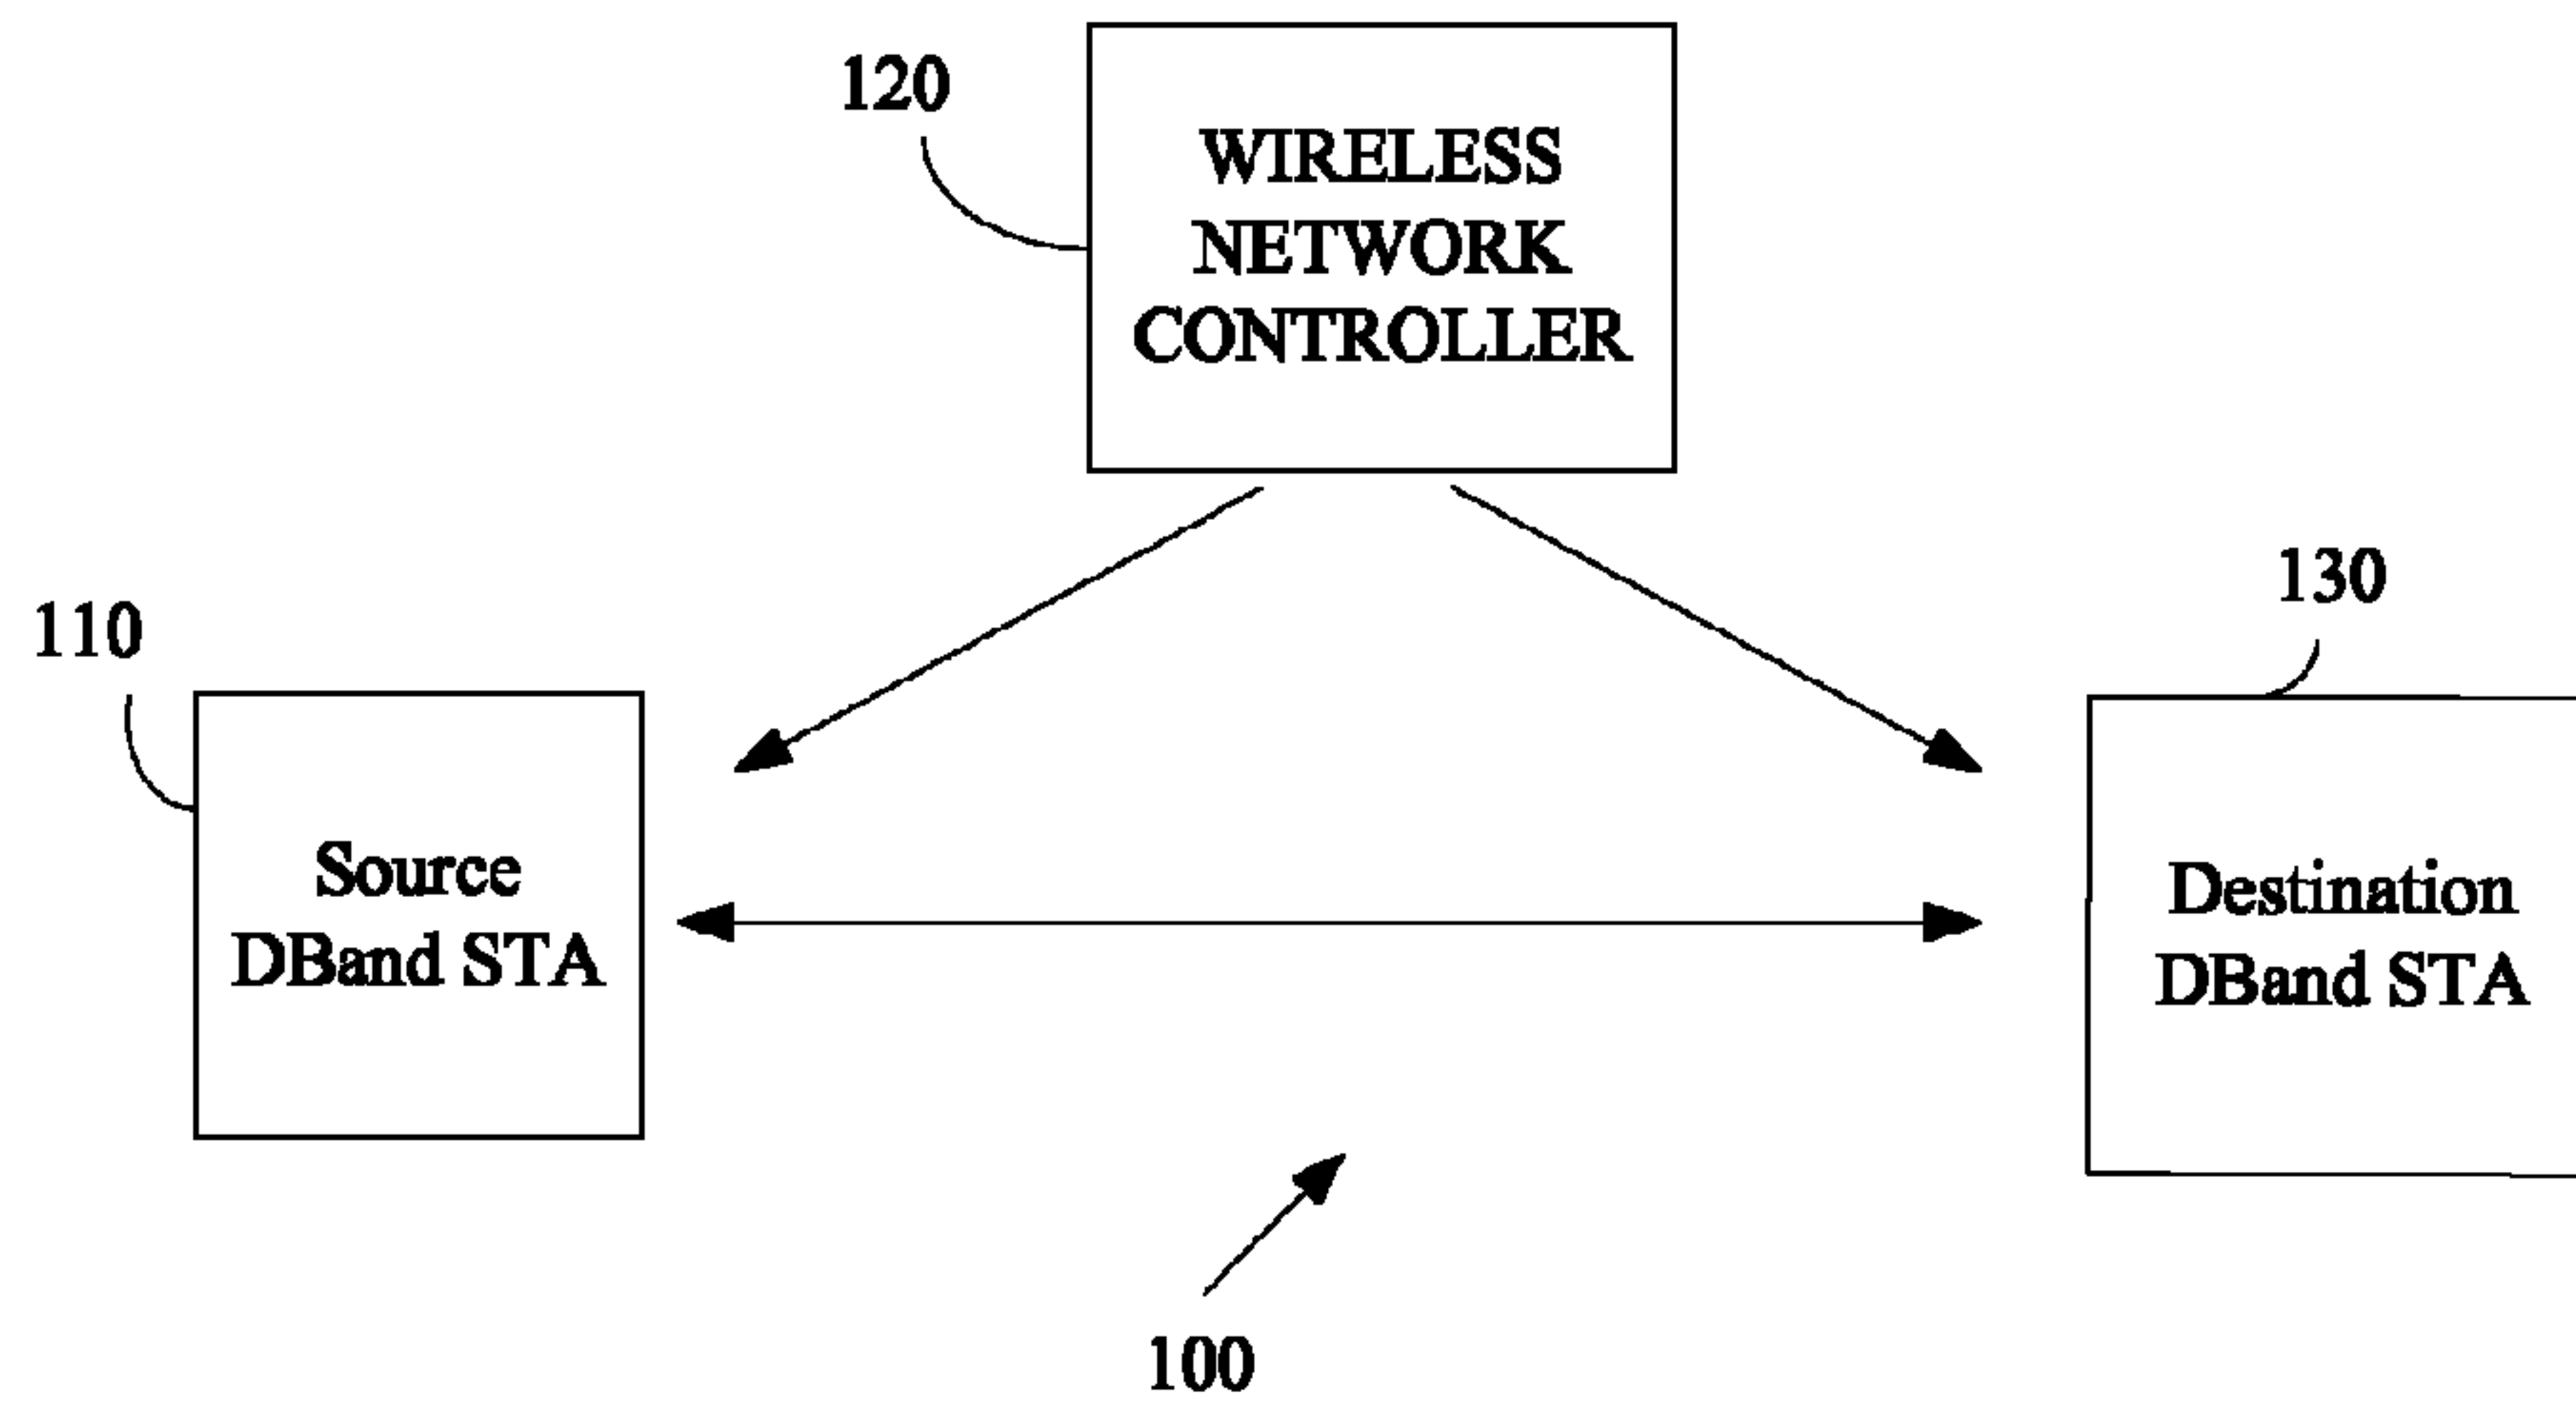 120
WIRELESS
NETWORK
CONTROLLER
110
130
Source
DBand STA
Destination
DBand STA
100